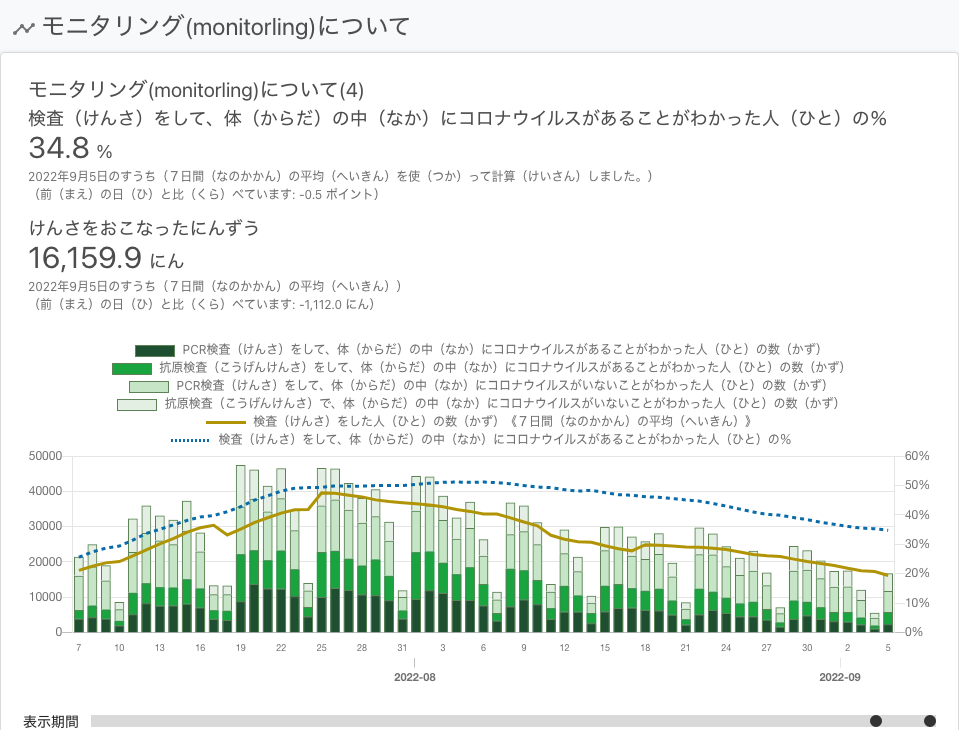 モニタリング(monitorling)について
モニタリング(monitorling)について(4)
検査（けんさ）をして、体（からだ）の中（なか）にコロナウイルスがあることがわかった人（ひと）の%
34.8 %
2022年9月5日のすうち（７日間（なのかかん）の平均（へいきん）を使（つか）って計算（けいさん）しました。）
（前（まえ）の日（ひ）と比（くら）べています: -0.5 ポイント）
けんさをおこなったにんずう
16,159.9 にん
2022年9月5日のすうち（７日間（なのかかん）の平均（へいきん））
（前（まえ）の日（ひ）と比（くら）べています: -1,112.0 にん）
PCR検査（けんさ）をして、体（からだ）の中（なか）にコロナウイルスがあることがわかった人（ひと）の数（かず）
抗原検査（こうげんけんさ）をして、体（からだ）の中（なか）にコロナウイルスがあることがわかった人（ひと）の数（かず）
PCR検査（けんさ）をして、体（からだ）の中（なか）にコロナウイルスがいないことがわかった人（ひと）の数（かず）
抗原検査（こうげんけんさ）で、体（からだ）の中（なか）にコロナウイルスがいないことがわかった人（ひと）の数（かず）
検査（けんさ）をした人（ひと）の数（かず）《７日間（なのかかん）の平均（へいきん）》
検査（けんさ）をして、体（からだ）の中（なか）にコロナウイルスがあることがわかった人（ひと）の%
50000 60%
40000 50%
30000 40%
20000 30%
10000 20%
0 10%
0%
7 10 13 16 19 22 25 28 31 3 6 9 12 15 18 21 24 27 30 2 5
2022-08 2022-09
表示期間